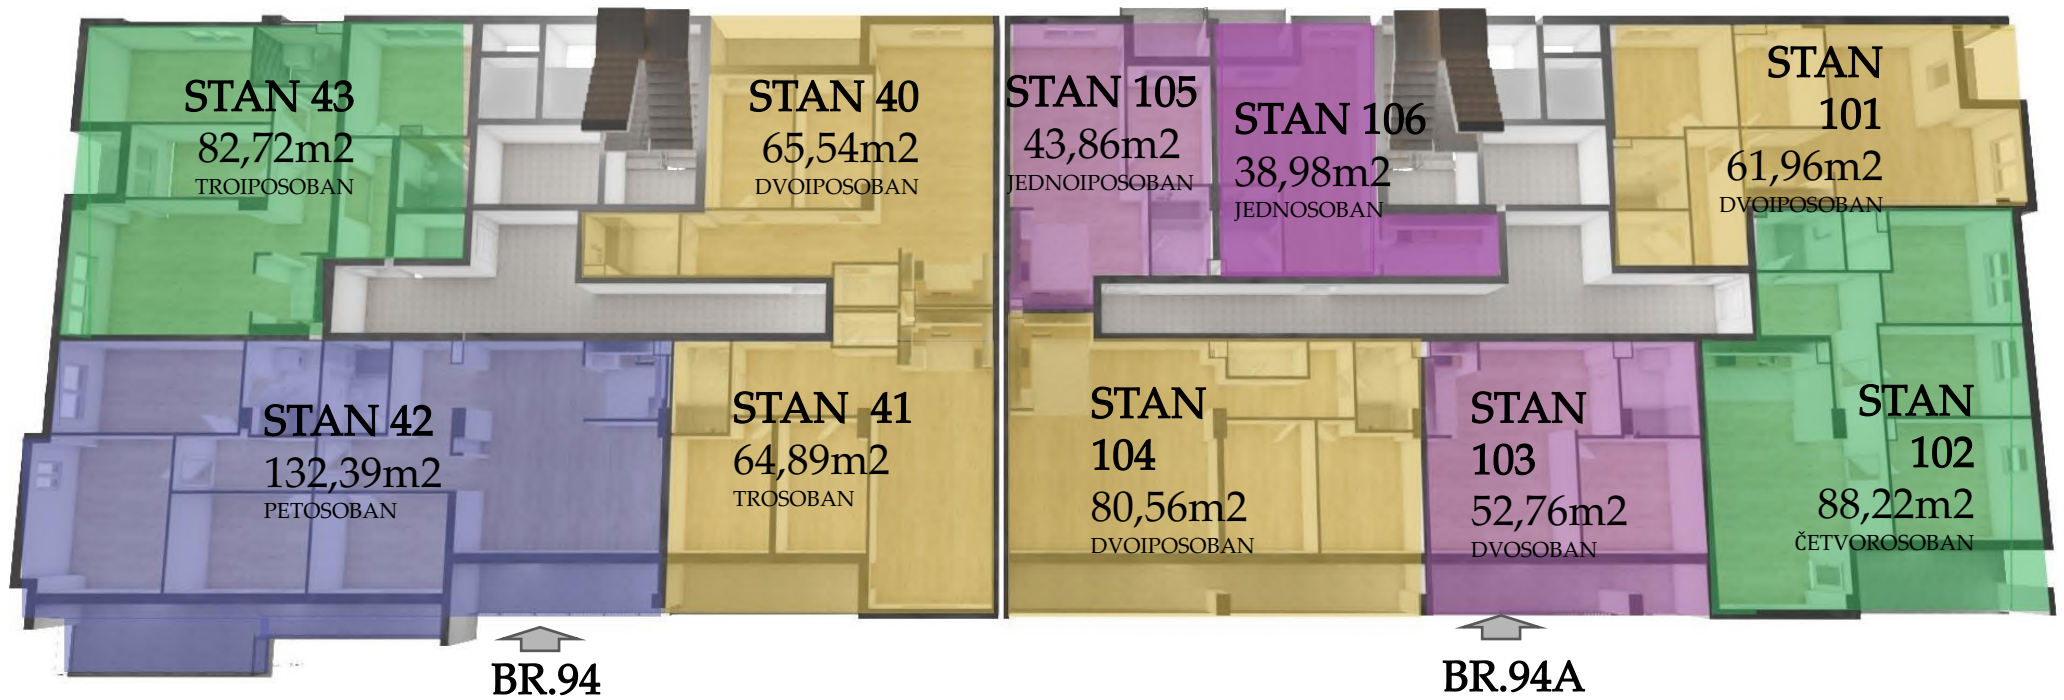 STAN 43
82,72m2
TROIPOSOBAN
STAN 40
65,54m2
DVOIPOSOBAN
STAN 105
43,86m2
JEDNOIPOSOBAN
STAN 106
38,98m2
JEDNOSOBAN
STAN
101
61,96m2
DVOIPOSOBAN
STAN 42
132,39m2
PETOSOBAN
STAN 41
64,89m2
TROSOBAN
STAN
104
80,56m2
DVOIPOSOBAN
STAN
103
52,76m2
DVOSOBAN
STAN
102
88,22m2
ČETVOROSOBAN
BR.94
BR.94A